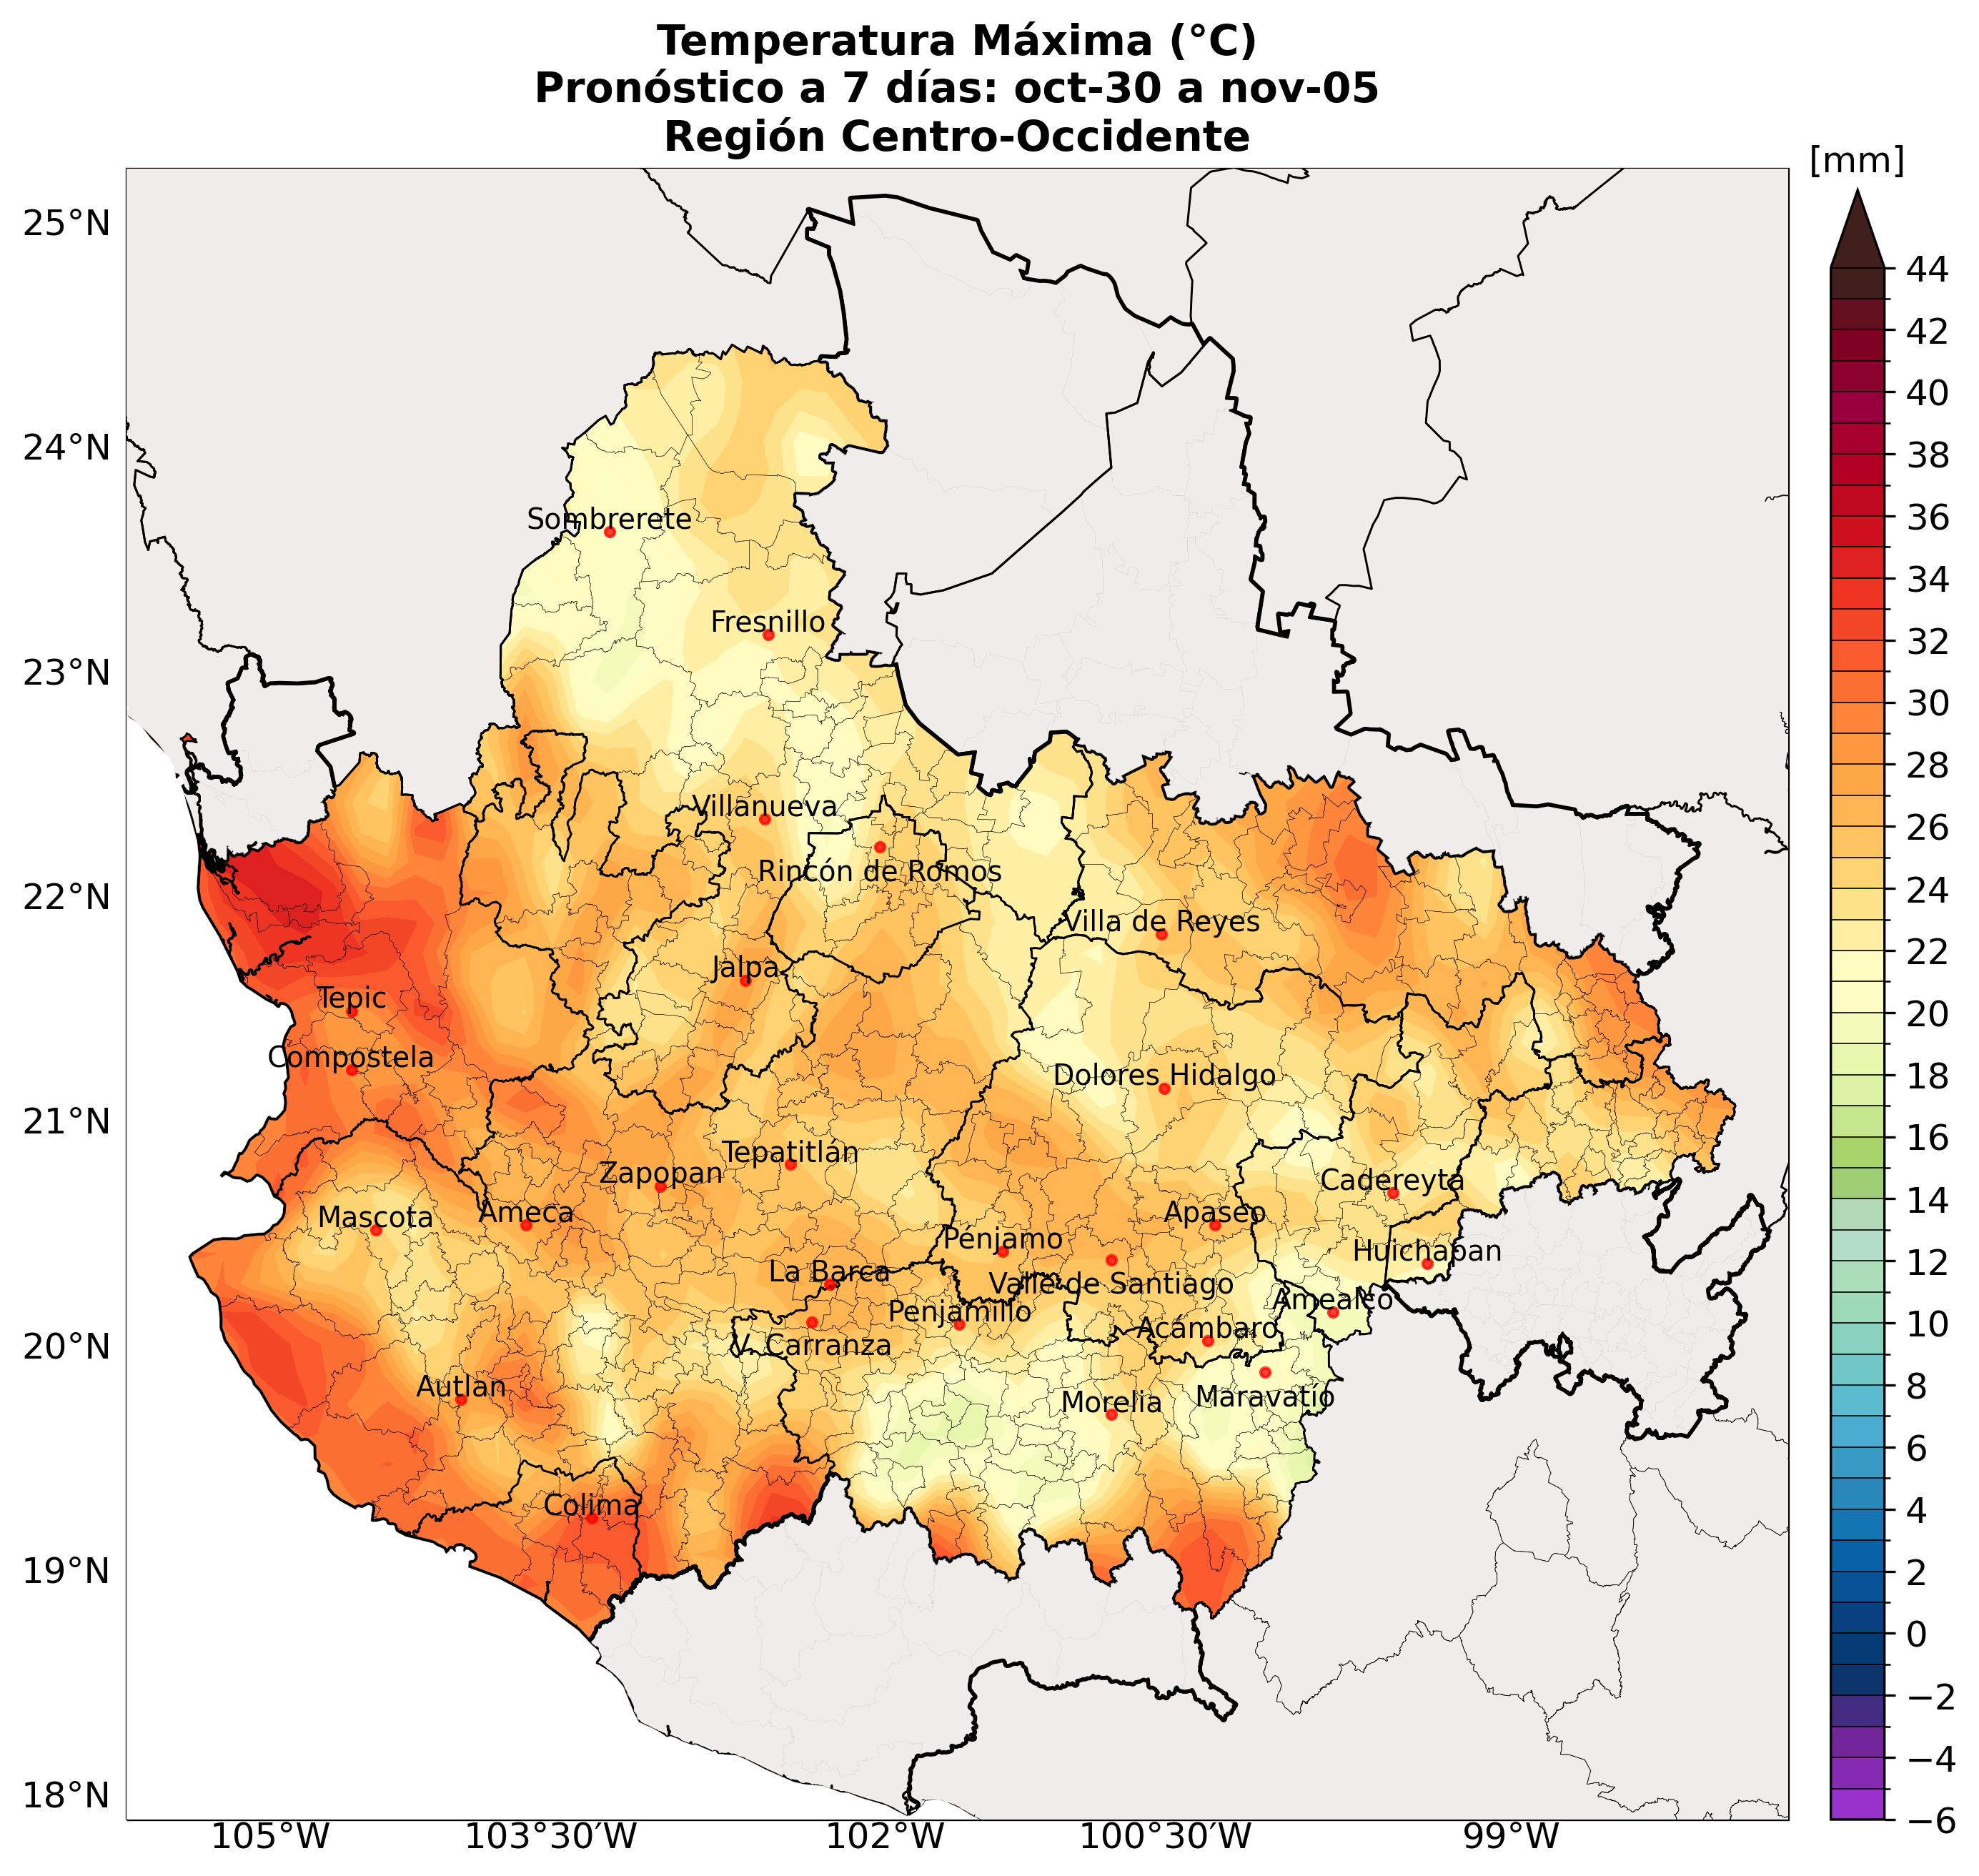 Temperatura Máxima (°C)
Pronóstico a 7 días: oct-30 a nov-05
Región Centro-Occidente
[mm]
25°N
24°N
23°N
22°N
21°N
20°N
19°N
18°N
Sombrerete
Fresnillo
Villanueva
Rincón de Romos
Villa de Reyes
Jalpa
Tepic
Compostela
Dolores Hidalgo
Tepatitlán
Zapopan
Cadereyta
Mascota
Ameca
Apaseo
Pénjamo
Huichapan
La Barca
Valle de Santiago
Amealco
Penjamillo
Acámbaro
V. Carranza
Autlan
Morelia
Maravatío
Colima
105°W
103°30′W
102°W
100°30′W
99°W
44
42
40
38
36
34
32
30
28
26
24
22
20
18
16
14
12
10
8
6
4
2
0
−2
−4
−6